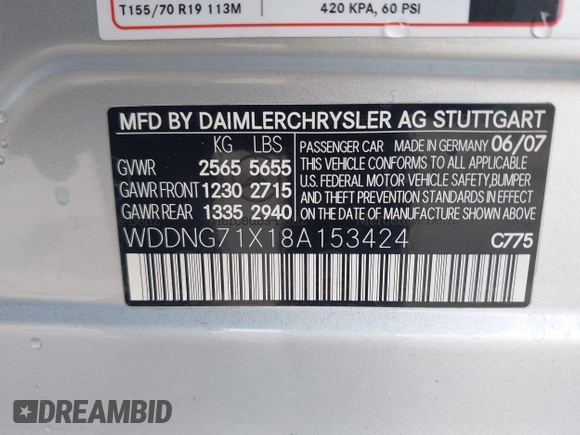 T155/70 R19 113M
420 KPA, 60 PSI
MFD BY DAIMLERCHRYSLER AG STUTTGART
KG LBS
GVWR 2565 5655
GAWR FRONT 1230 2715
GAWR REAR 1335 2940
PASSENGER CAR MADE IN GERMANY 06/07
THIS VEHICLE CONFORMS TO ALL APPLICABLE
U.S. FEDERAL MOTOR VEHICLE SAFETY, BUMPER
AND THEFT PREVENTION STANDARDS IN EFFECT
ON THE DATE OF MANUFACTURE SHOWN ABOVE.
WDDNG71X18A153424
C775
DREAMBID